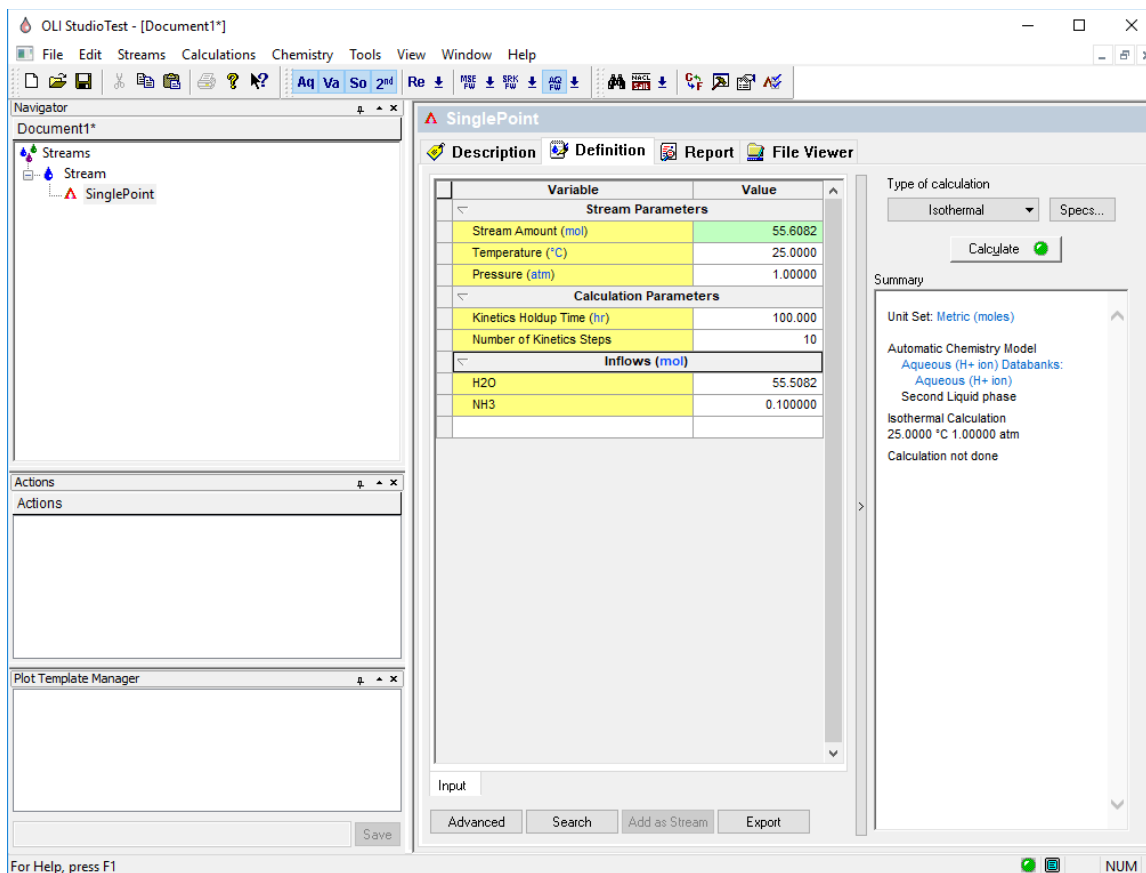 OLI StudioTest - [Document1*]
File Edit Streams Calculations Chemistry Tools View Window Help
Aq Va So 2nd Re MSE FW SRK FW AQ FW
Navigator
Document1*
Streams
Stream
SinglePoint
Actions
Actions
Plot Template Manager
Save
SinglePoint
Description Definition Report File Viewer
Variable Value
Stream Parameters
Stream Amount (mol) 55.6082
Temperature (°C) 25.0000
Pressure (atm) 1.00000
Calculation Parameters
Kinetics Holdup Time (hr) 100.000
Number of Kinetics Steps 10
Inflows (mol)
H2O 55.5082
NH3 0.100000
Input
Advanced Search Add as Stream Export
>
Type of calculation
Isothermal Specs...
Calculate
Summary
Unit Set: Metric (moles)
Automatic Chemistry Model
Aqueous (H+ ion) Databanks:
Aqueous (H+ ion)
Second Liquid phase
Isothermal Calculation
25.0000 °C 1.00000 atm
Calculation not done
For Help, press F1
NUM